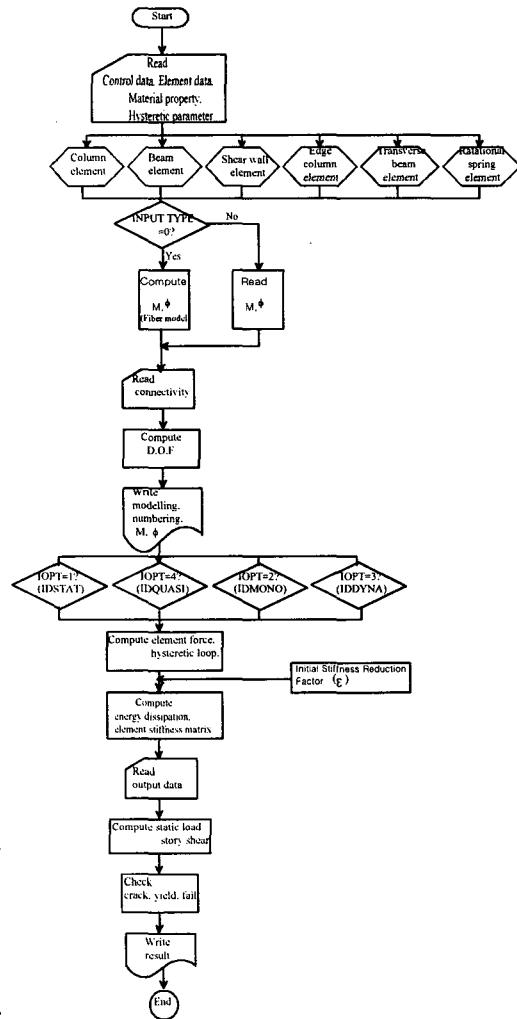 Start
Read
Control data, Element data,
Material property,
Hysteretic parameter
Column
element
Beam
element
Shear wall
element
Edge
column
element
Transverse
beam
element
Ratational
spring
element
INPUT TYPE
=0?
No
Yes
Compute
M, ϕ
(Fiber model)
Read
M, ϕ
Read
connectivity
Compute
D.O.F
Write
modelling,
numbering,
M, ϕ
IOPT=1?
(IDSTAT)
IOPT=4?
(IDQUASI)
IOPT=2?
(IDMONO)
IOPT=3?
(IDDYNA)
Compute element force,
hysteretic loop,
Initial Stiffness Reduction
Factor (ξ)
Compute
energy dissipation,
element stiffness matrix
Read
output data
Compute static load
story shear
Check
crack, yield, fail
Write
result
End